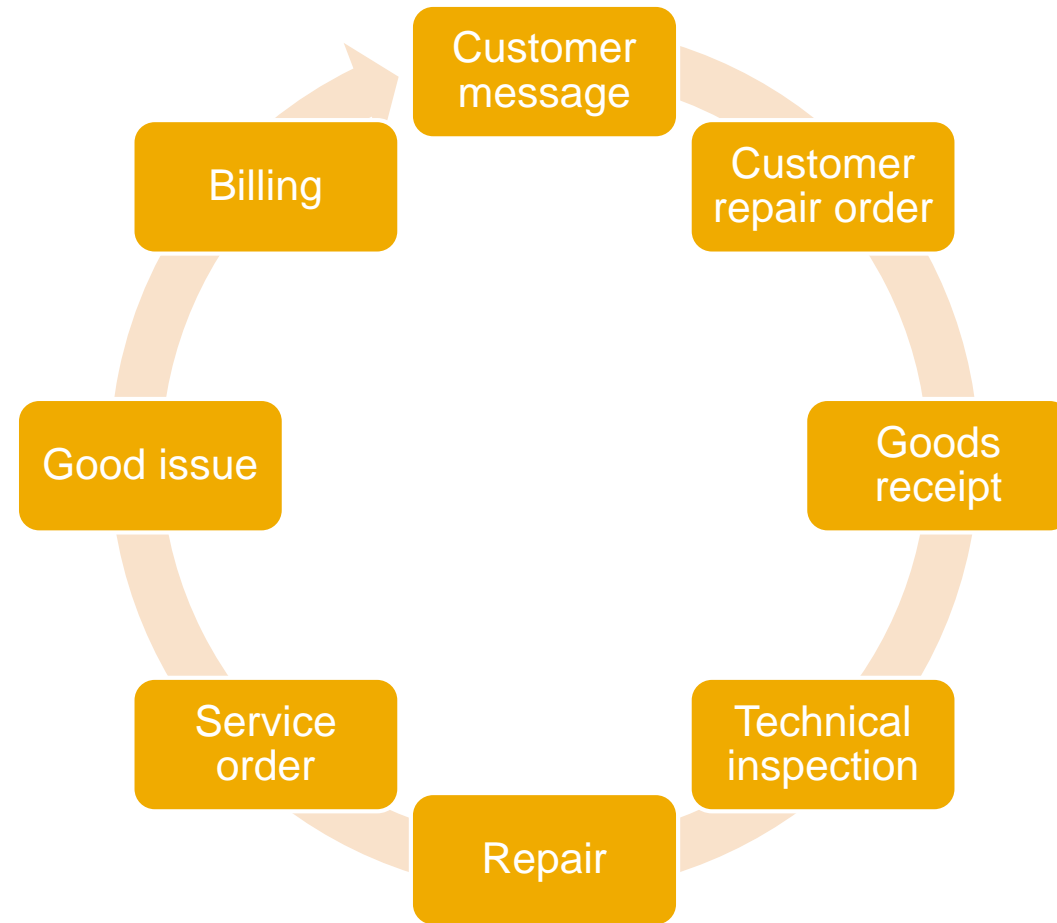 Customer
message
Customer
repair order
Goods
receipt
Technical
inspection
Repair
Service
order
Good issue
Billing